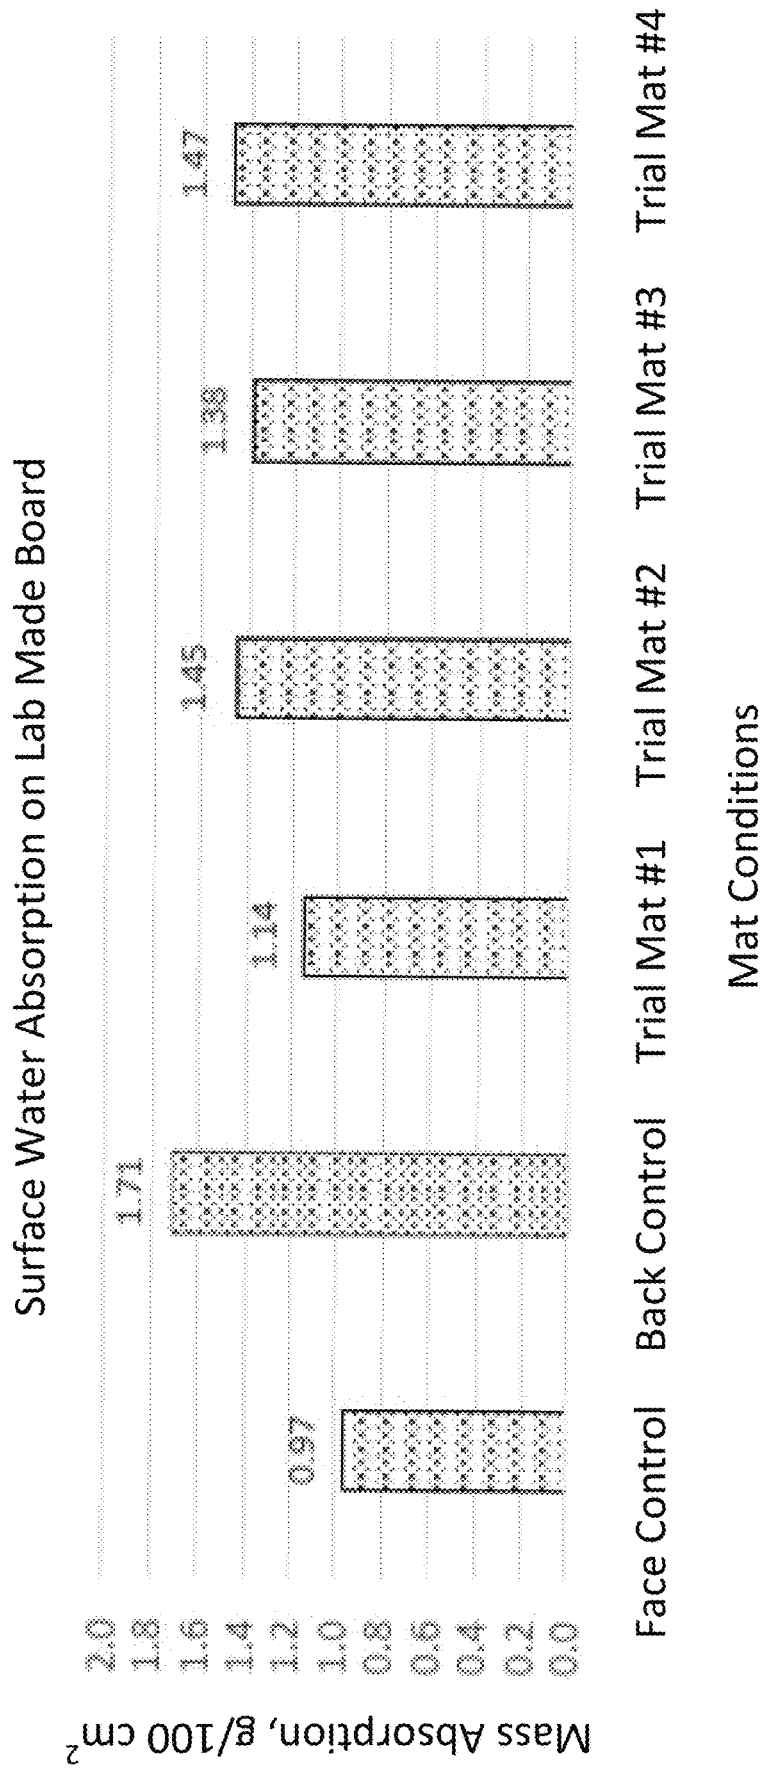 Surface Water Absorption on Lab Made Board
Mass Absorption, g/100 cm²
2.0
1.8
1.6
1.4
1.2
1.0
0.8
0.6
0.4
0.2
0.0
0.97
1.71
1.14
1.45
1.38
1.47
Face Control
Back Control
Trial Mat #1
Trial Mat #2
Trial Mat #3
Trial Mat #4
Mat Conditions